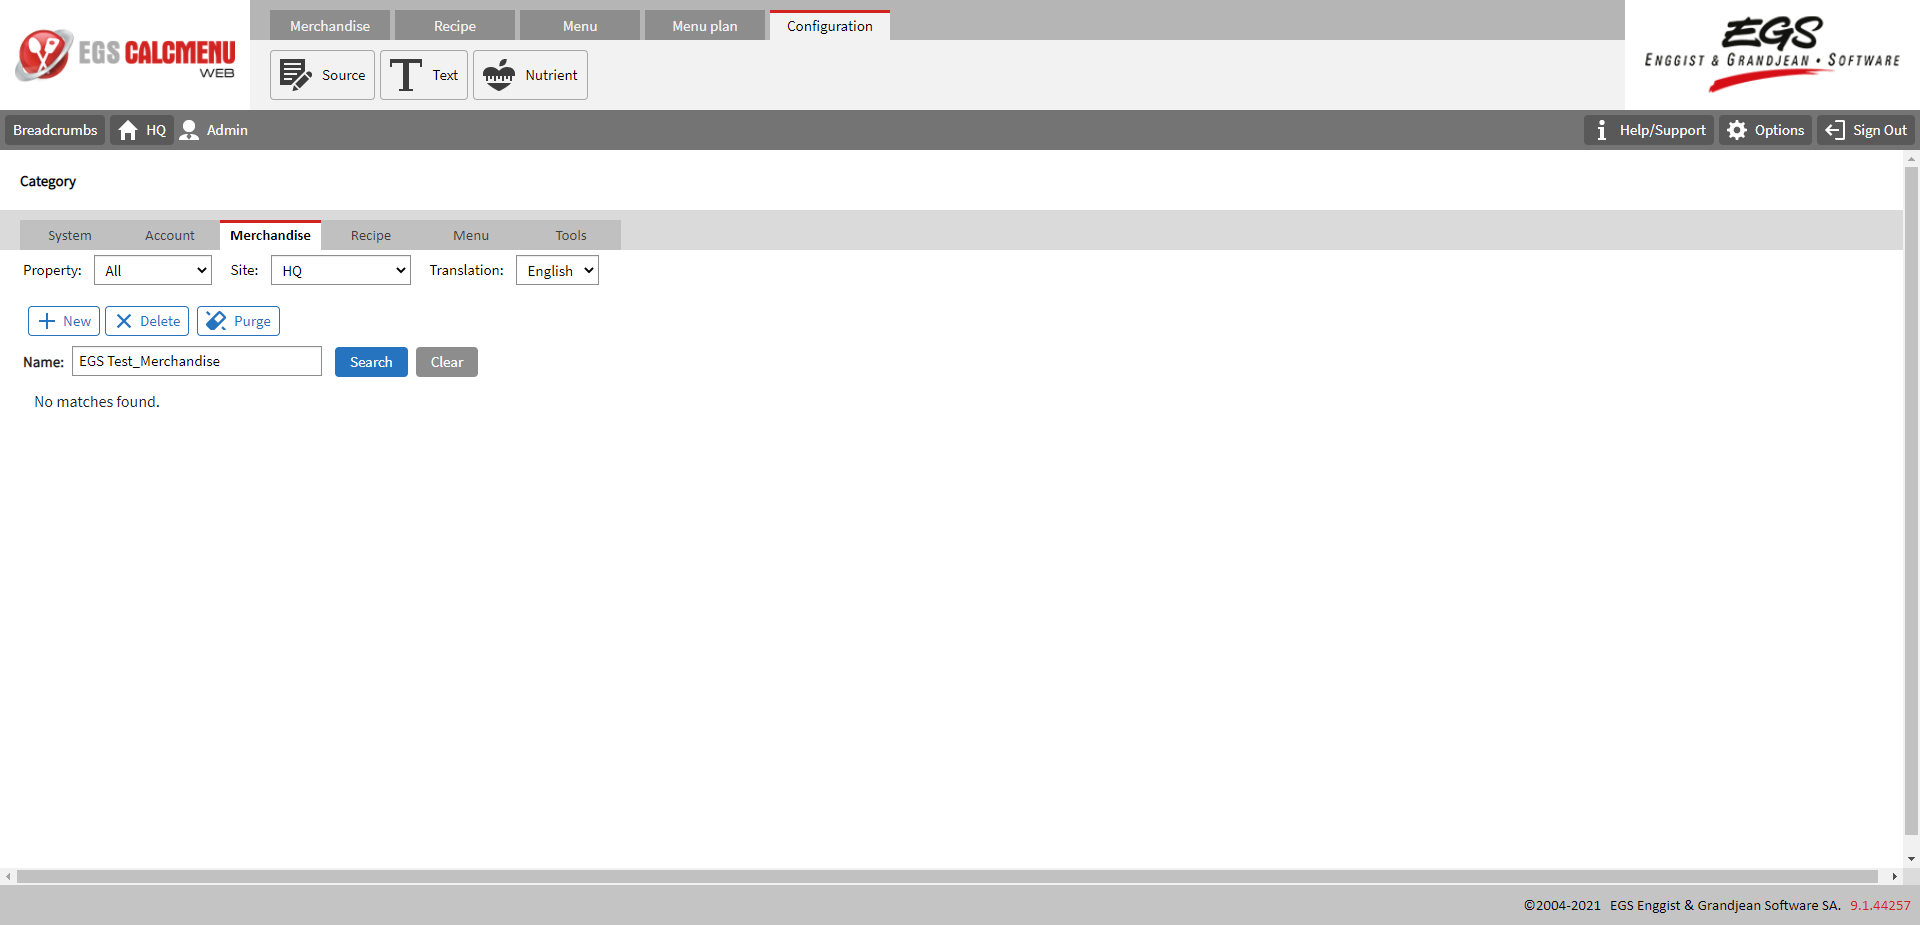 EGS CALCMENU
WEB
Merchandise Recipe Menu Menu plan Configuration
Source Text Nutrient
EGS
ENGGIST & GRANDJEAN • SOFTWARE
Breadcrumbs HQ Admin Help/Support Options Sign Out
Category
System Account Merchandise Recipe Menu Tools
Property: All Site: HQ Translation: English
New Delete Purge
Name: EGS Test_Merchandise Search Clear
No matches found.
©2004-2021 EGS Enggist & Grandjean Software SA. 9.1.44257